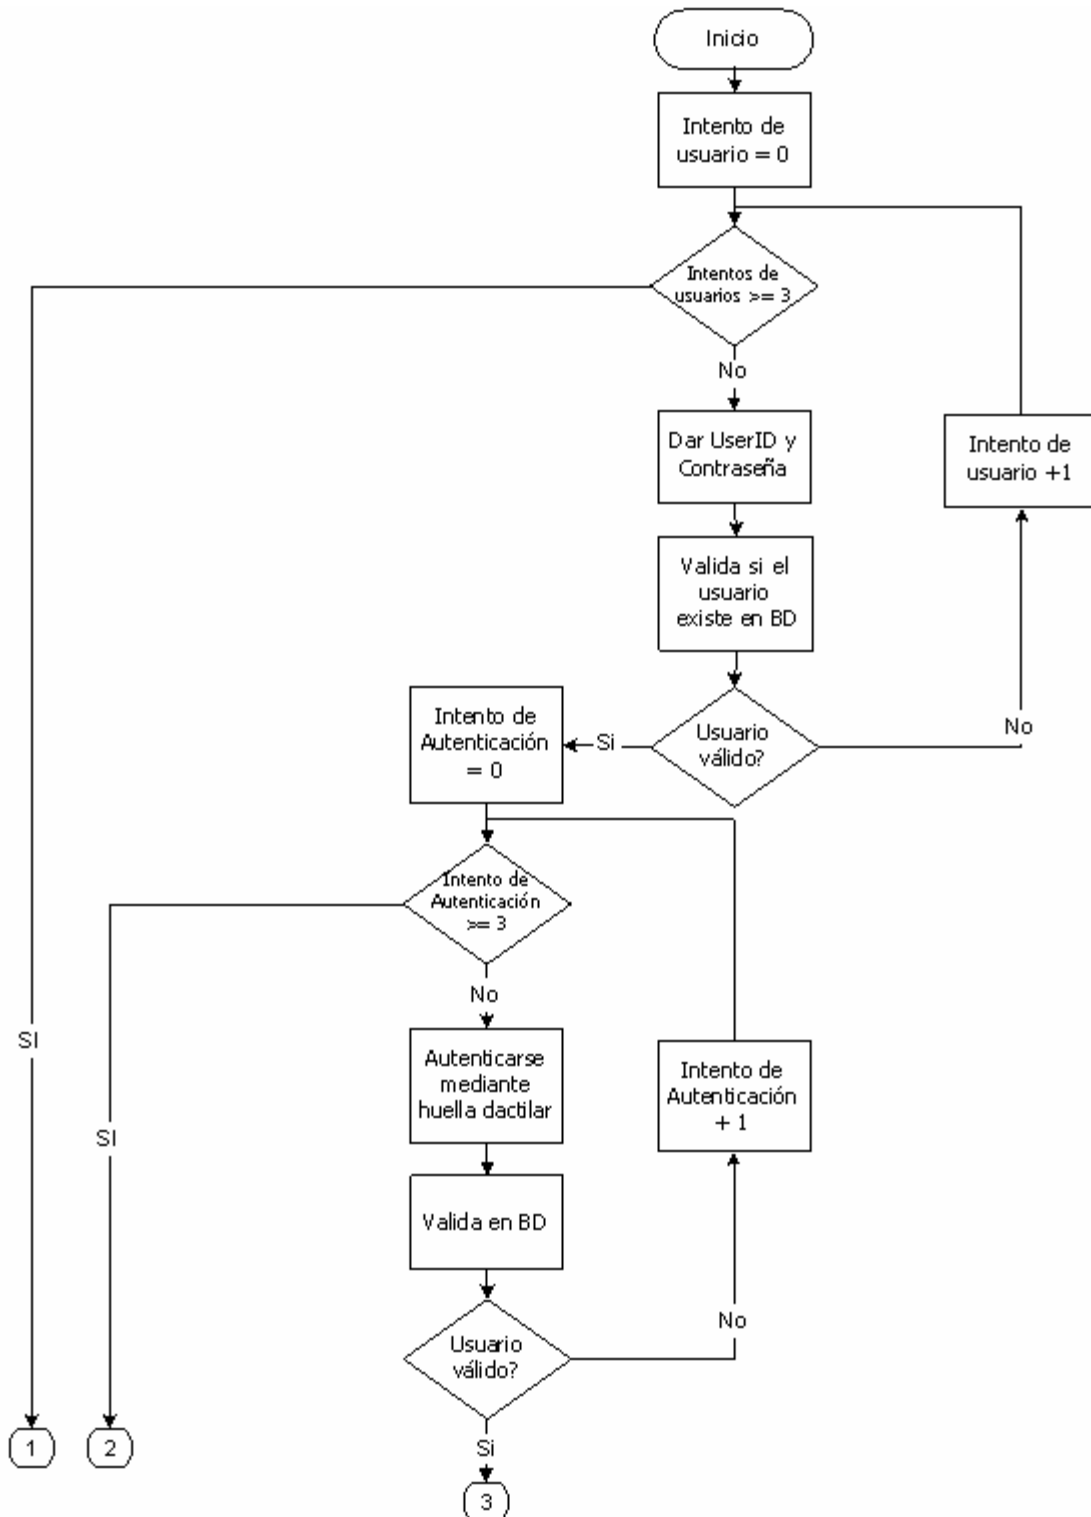 Inicio
Intento de
usuario = 0
Intentos de
usuarios >= 3
No
Dar UserID y
Contraseña
Intento de
usuario +1
Valida si el
usuario
existe en BD
Usuario
válido?
No
Si
Intento de
Autenticación
= 0
Intento de
Autenticación
>= 3
No
SI
SI
Autenticarse
mediante
huella dactilar
Intento de
Autenticación
+ 1
Valida en BD
No
Usuario
válido?
Si
1
2
3